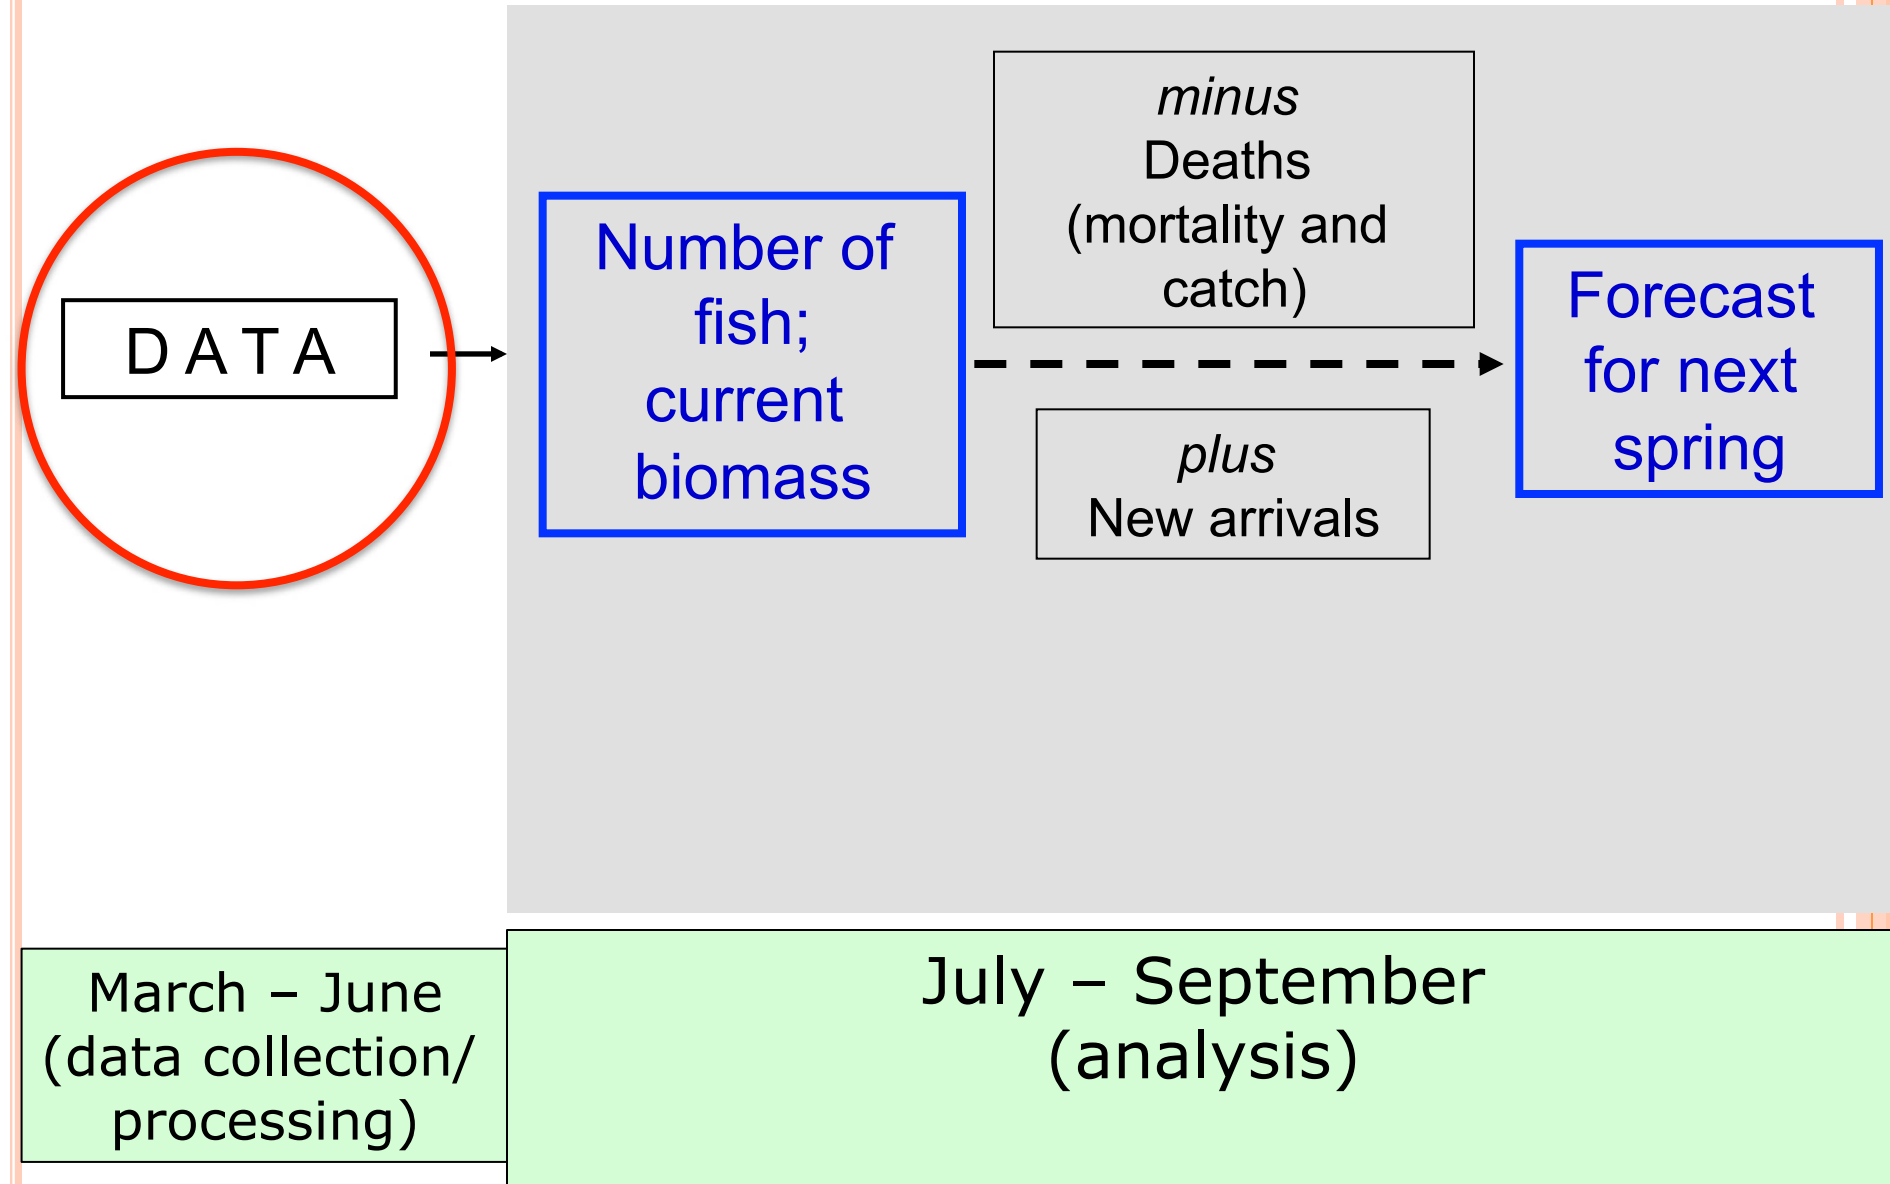 D A T A
Number of
fish;
current
biomass
minus
Deaths
(mortality and
catch)
plus
New arrivals
Forecast
for next
spring
March – June
(data collection/
processing)
July – September
(analysis)